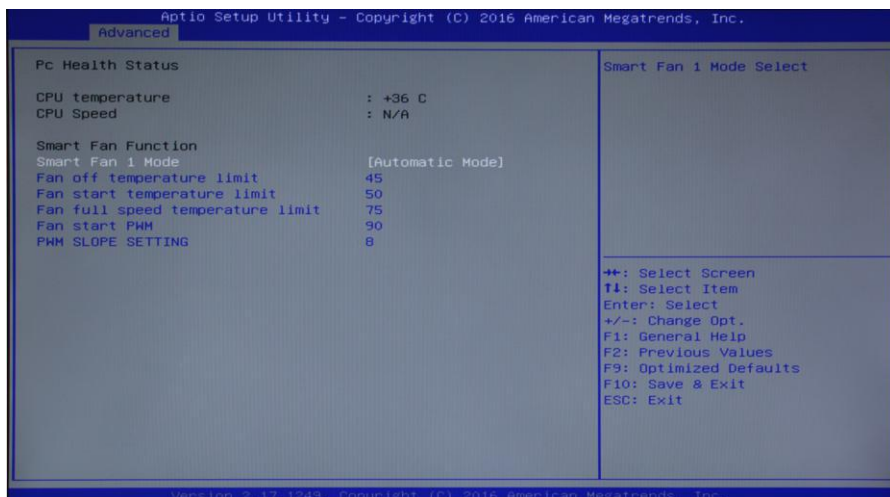 Aptio Setup Utility – Copyright (C) 2016 American Megatrends, Inc.
Advanced
Pc Health Status
CPU temperature : +36 C
CPU Speed : N/A
Smart Fan Function
Smart Fan 1 Mode [Automatic Mode]
Fan off temperature limit 45
Fan start temperature limit 50
Fan full speed temperature limit 75
Fan start PWM 90
PWM SLOPE SETTING 8
Smart Fan 1 Mode Select
→←: Select Screen
↑↓: Select Item
Enter: Select
+/-: Change Opt.
F1: General Help
F2: Previous Values
F9: Optimized Defaults
F10: Save & Exit
ESC: Exit
Version 2.17.1249. Copyright (C) 2016 American Megatrends, Inc.